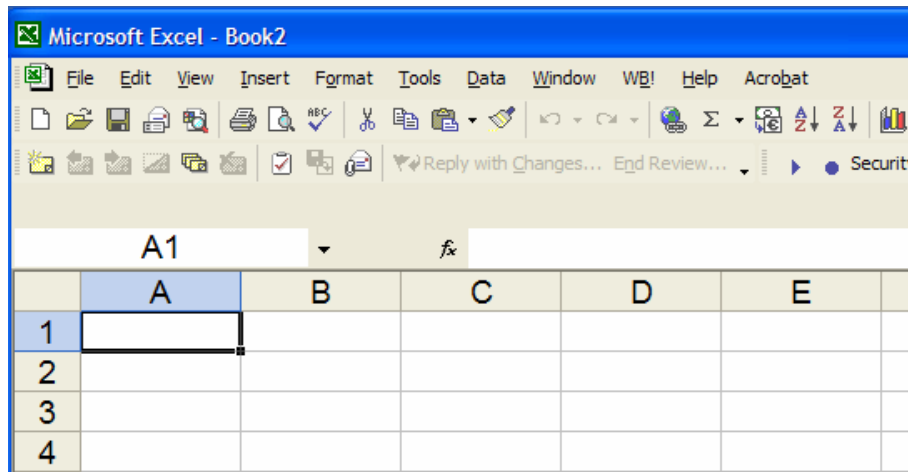 Microsoft Excel - Book2
File Edit View Insert Format Tools Data Window WB! Help Acrobat
ABC Σ A Z Z A
Reply with Changes... End Review... Securit
A1 fx
A B C D E
1
2
3
4